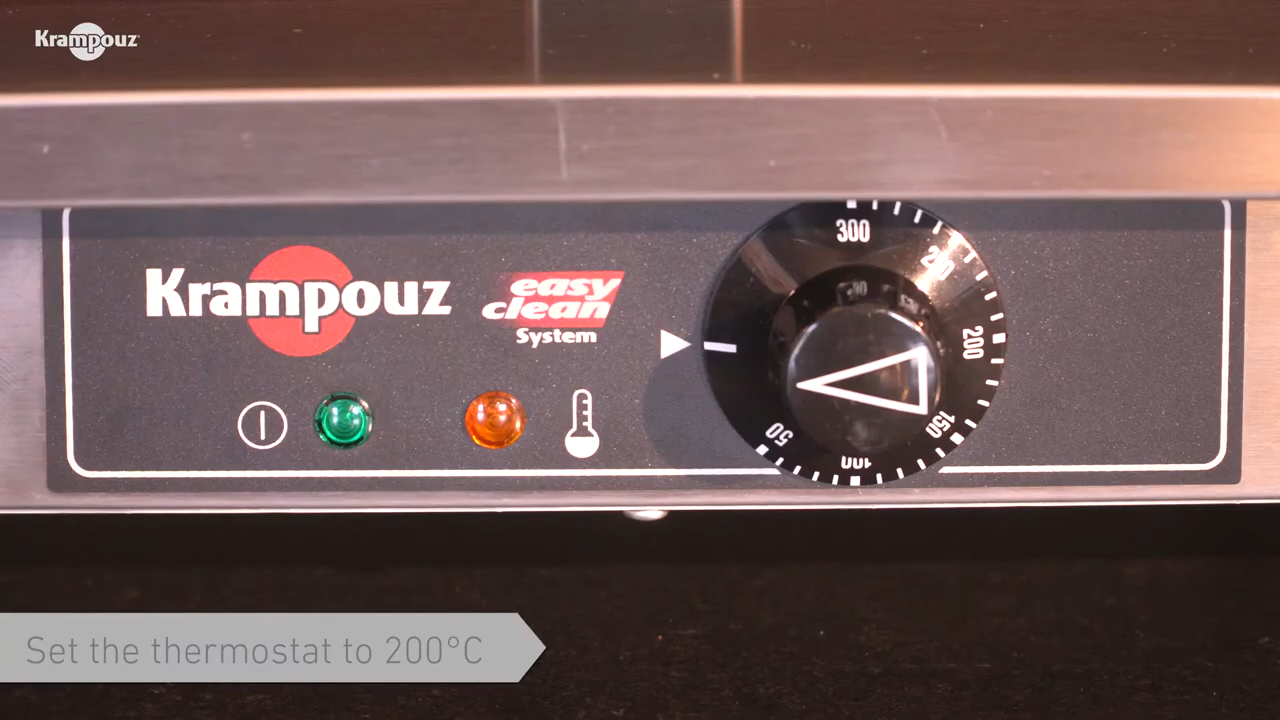 Krampouz
300
200
150
100
50
Krampouz
easy
clean
System
Set the thermostat to 200°C